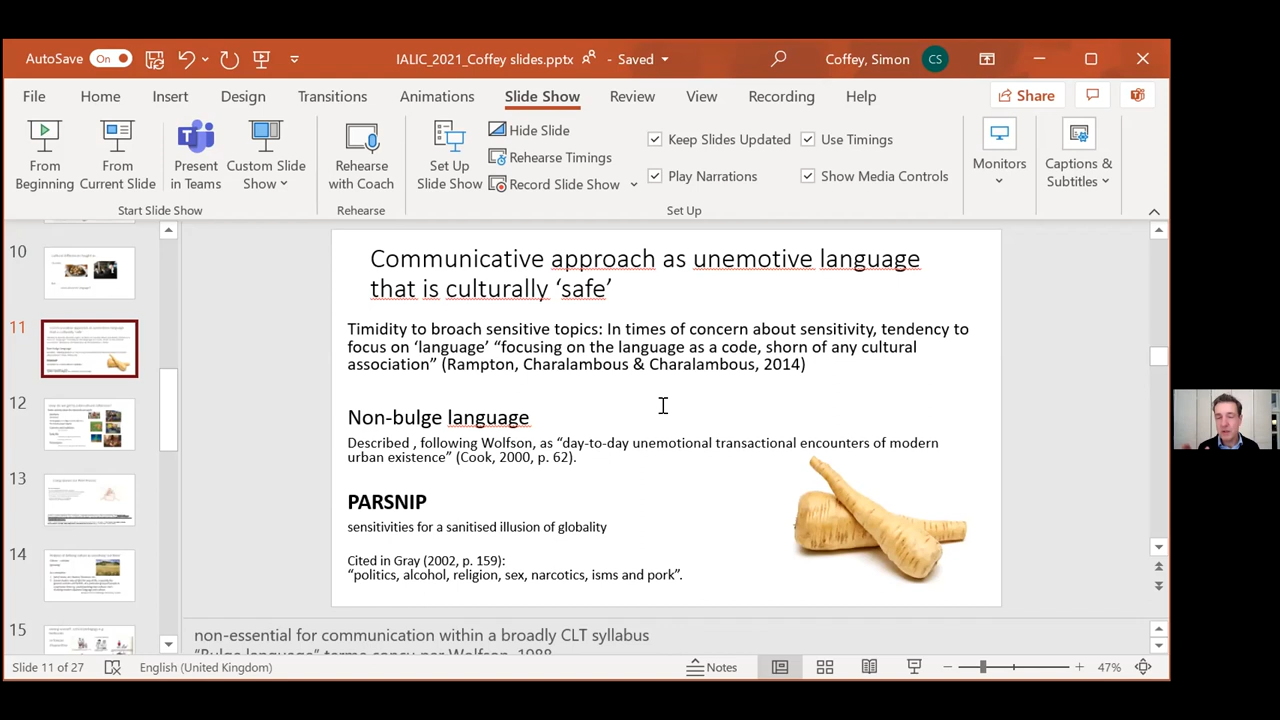 AutoSave On
IALIC_2021_Coffey slides.pptx - Saved
Coffey, Simon CS
File Home Insert Design Transitions Animations Slide Show Review View Recording Help Share
From Beginning
From Current Slide
Present in Teams
Custom Slide Show
Start Slide Show
Rehearse with Coach
Rehearse
Set Up Slide Show
Hide Slide
Rehearse Timings
Record Slide Show
Keep Slides Updated
Play Narrations
Use Timings
Show Media Controls
Set Up
Monitors
Captions & Subtitles
10
11
12
13
14
15
Communicative approach as unemotive language
that is culturally ‘safe’
Timidity to broach sensitive topics: In times of concern about sensitivity, tendency to
focus on ‘language’ “focusing on the language as a code, shorn of any cultural
association” (Rampton, Charalambous & Charalambous, 2014)
Non-bulge language
Described , following Wolfson, as “day-to-day unemotional transactional encounters of modern
urban existence” (Cook, 2000, p. 62).
PARSNIP
sensitivities for a sanitised illusion of globality
Cited in Gray (2002, p. 159):
“politics, alcohol, religion, sex, narcotics, isms and pork”.
non-essential for communication within a broadly CLT syllabus
Slide 11 of 27
English (United Kingdom)
Notes
47%